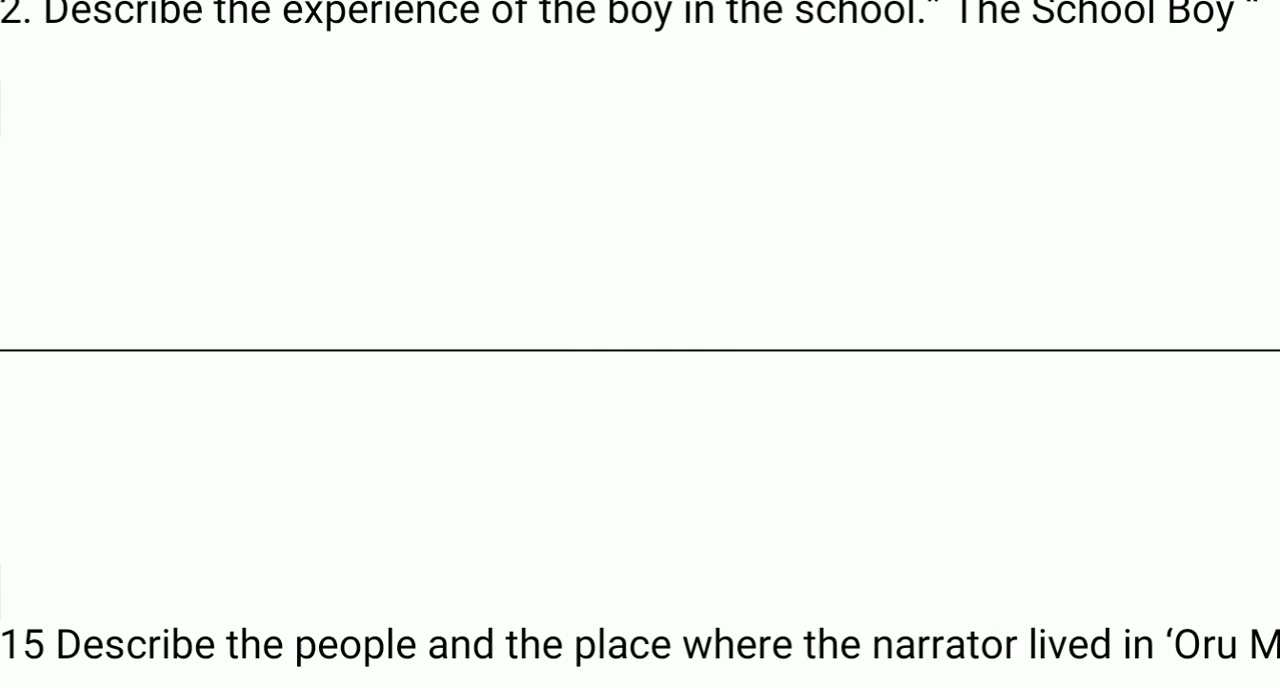 2. Describe the experience of the boy in the school.” The School Boy “
15 Describe the people and the place where the narrator lived in ‘Oru M